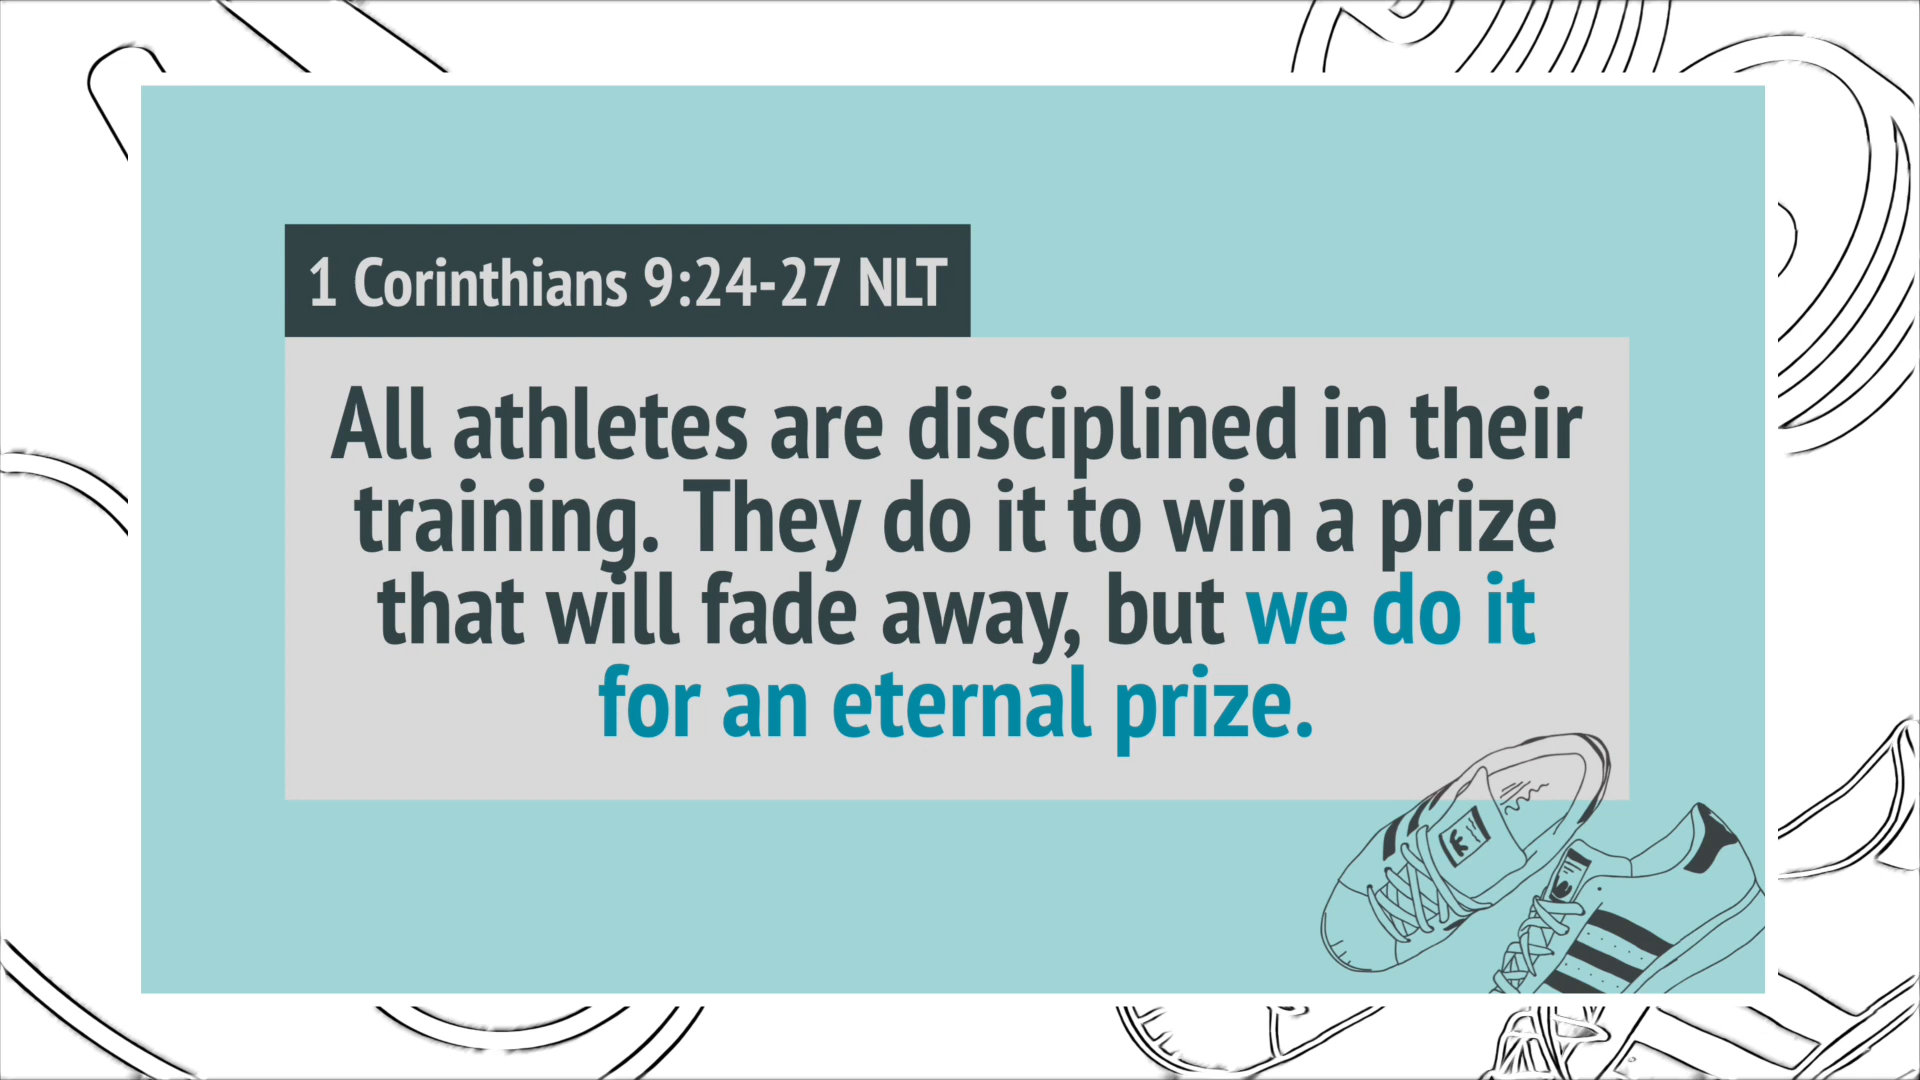 1 Corinthians 9:24-27 NLT
All athletes are disciplined in their
training. They do it to win a prize
that will fade away, but we do it
for an eternal prize.